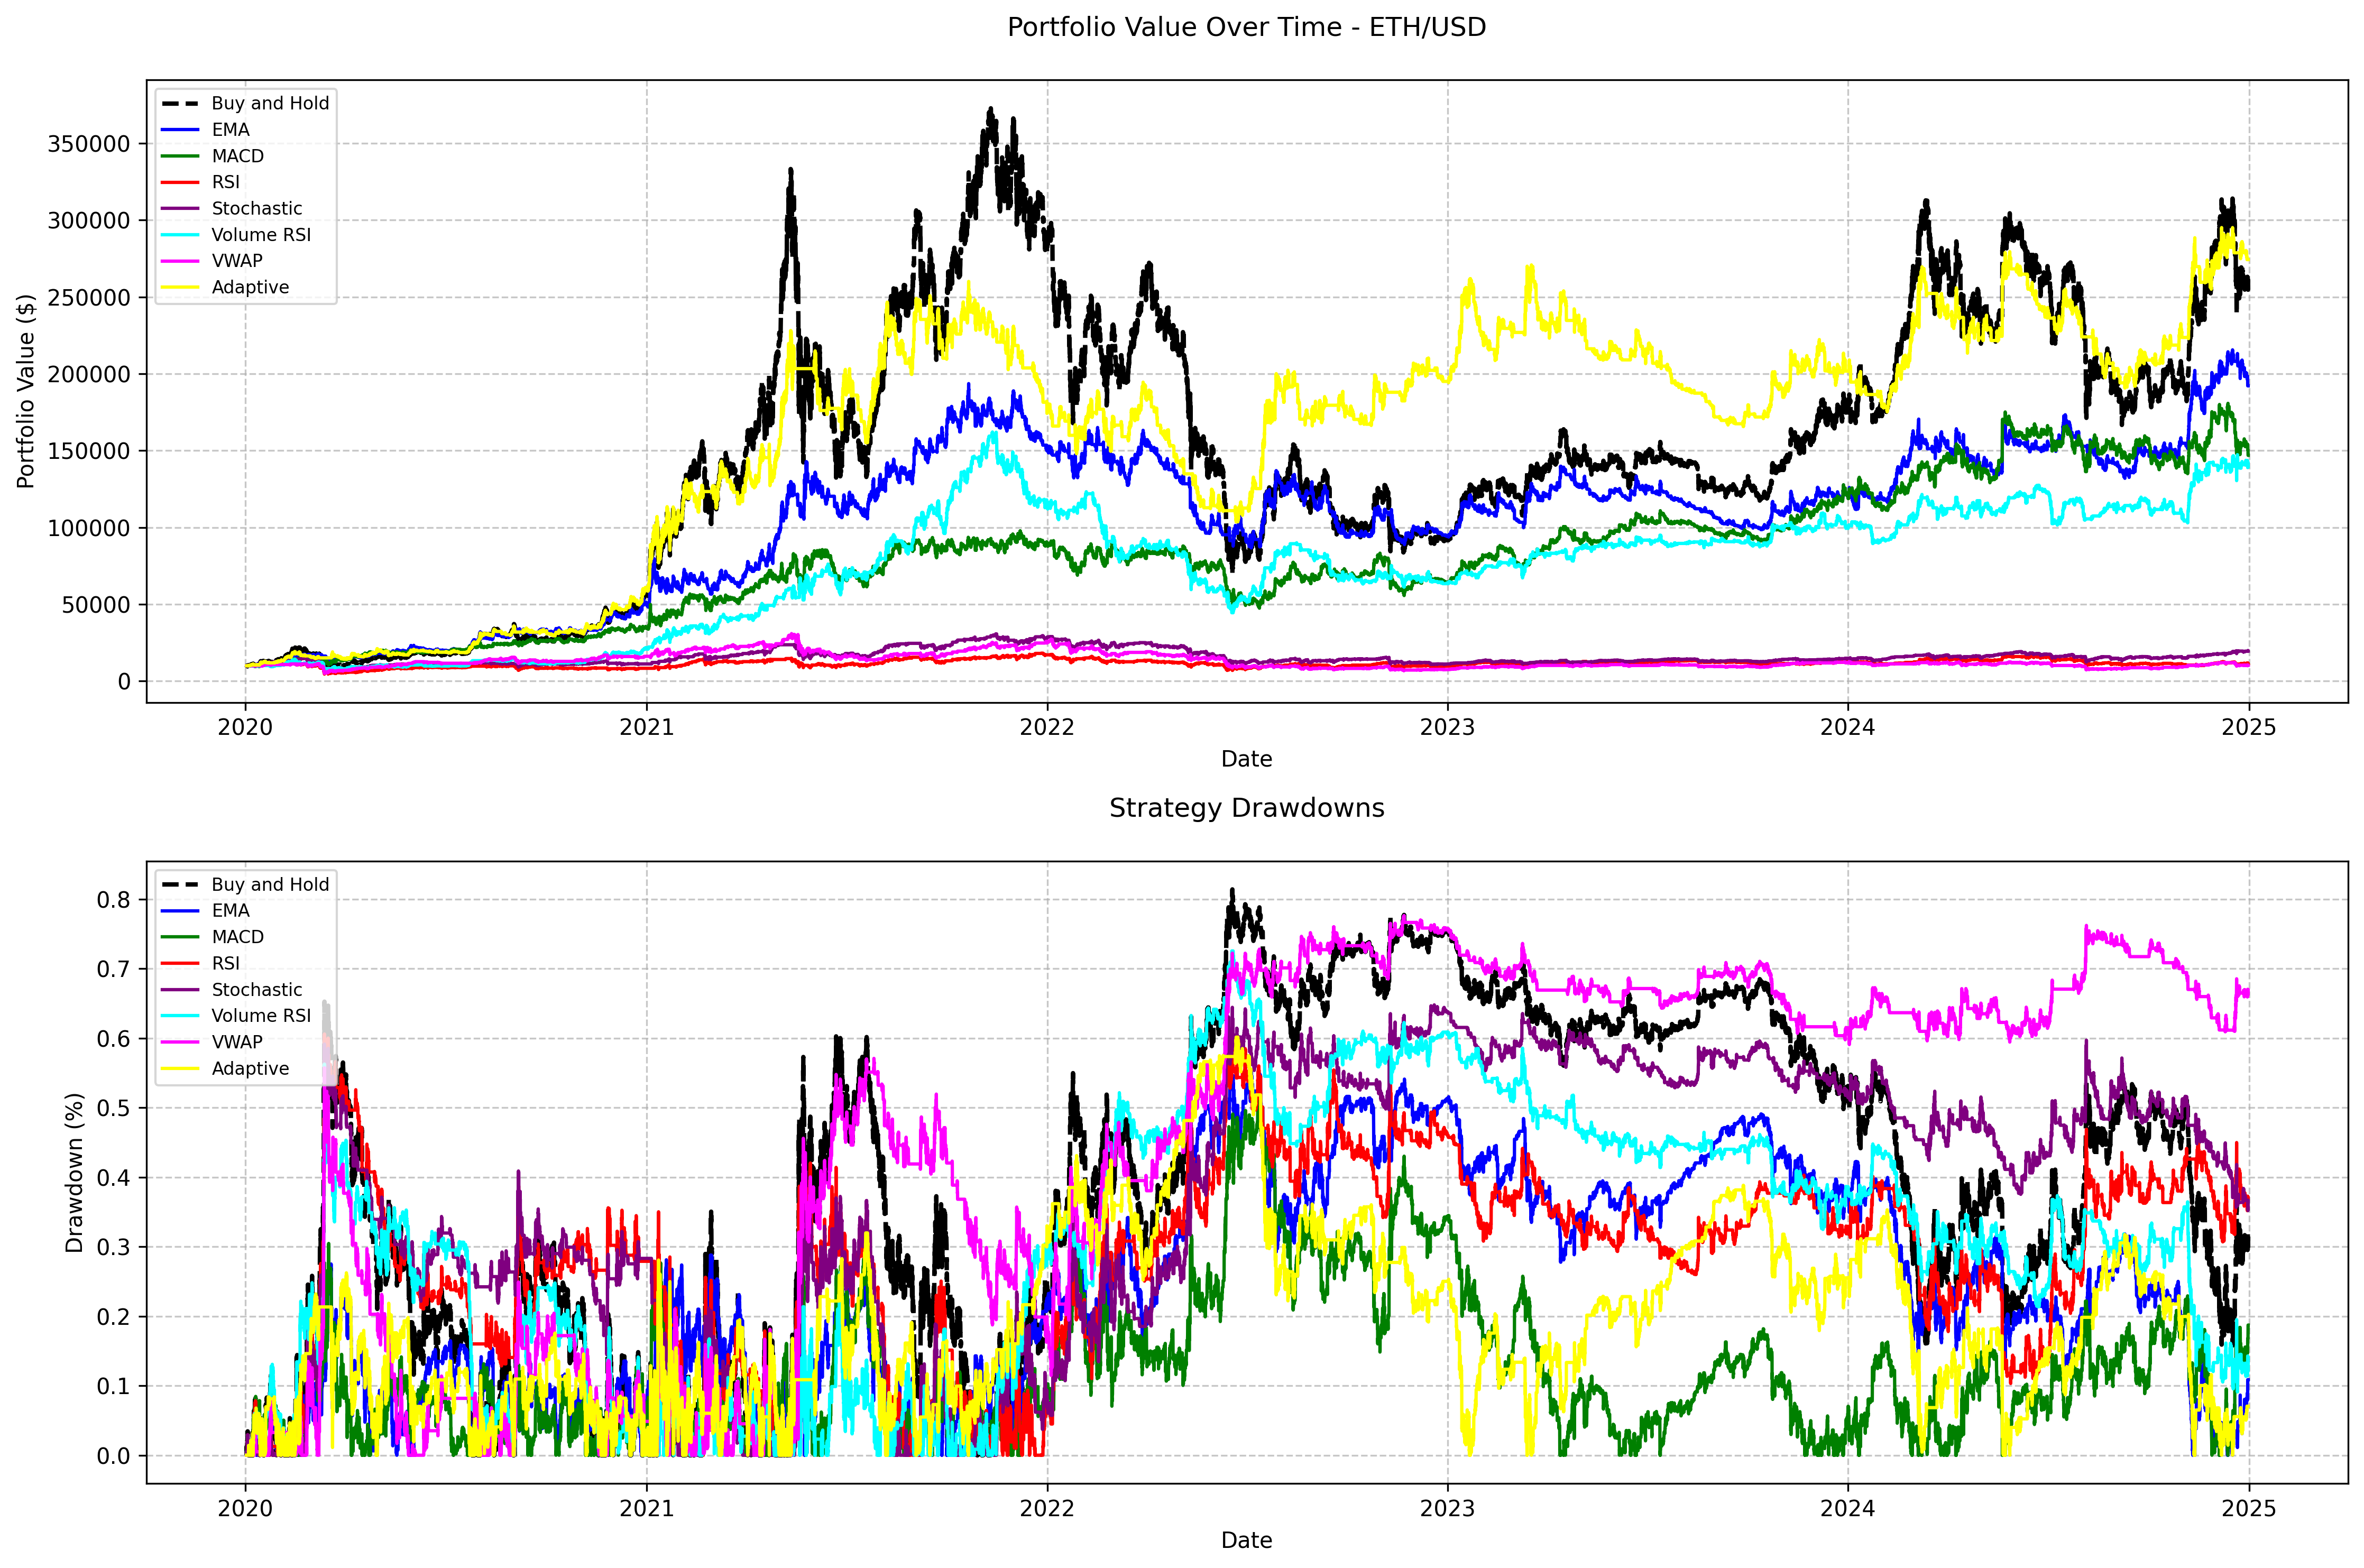 Portfolio Value Over Time - ETH/USD
Portfolio Value ($)
350000
300000
250000
200000
150000
100000
50000
0
Buy and Hold
EMA
MACD
RSI
Stochastic
Volume RSI
VWAP
Adaptive
2020 2021 2022 2023 2024 2025
Date
Strategy Drawdowns
Drawdown (%)
0.8
0.7
0.6
0.5
0.4
0.3
0.2
0.1
0.0
Buy and Hold
EMA
MACD
RSI
Stochastic
Volume RSI
VWAP
Adaptive
2020 2021 2022 2023 2024 2025
Date